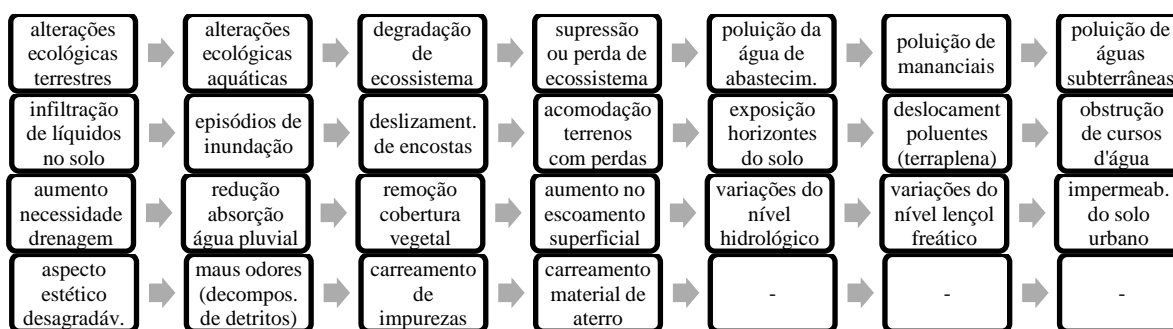 alterações
ecológicas
terrestres
alterações
ecológicas
aquáticas
degradação
de
ecossistema
supressão
ou perda de
ecossistema
poluição da
água de
abastecim.
poluição de
mananciais
poluição de
águas
subterrâneas
infiltração
de líquidos
no solo
episódios de
inundação
deslizament.
de encostas
acomodação
terrenos
com perdas
exposição
horizontes
do solo
deslocament
poluentes
(terraplena)
obstrução
de cursos
d'água
aumento
necessidade
drenagem
redução
absorção
água pluvial
remoção
cobertura
vegetal
aumento no
escoamento
superficial
variações do
nível
hidrológico
variações do
nível lençol
freático
impermeab.
do solo
urbano
aspecto
estético
desagradáv.
maus odores
(decompos.
de detritos)
carreamento
de
impurezas
carreamento
material de
aterro
-
-
-